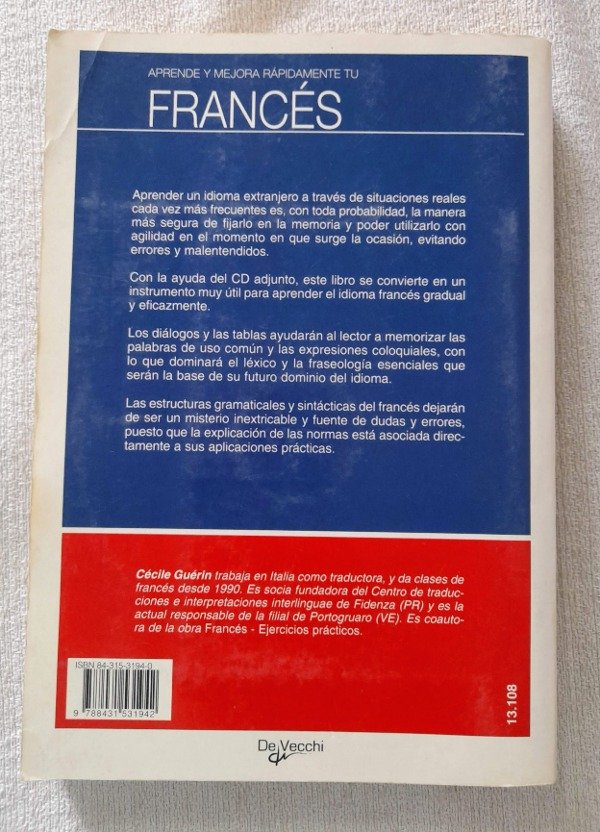 APRENDE Y MEJORA RÁPIDAMENTE TU
FRANCÉS
Aprender un idioma extranjero a través de situaciones reales
cada vez más frecuentes es, con toda probabilidad, la manera
más segura de fijarlo en la memoria y poder utilizarlo con
agilidad en el momento en que surge la ocasión, evitando
errores y malentendidos.
Con la ayuda del CD adjunto, este libro se convierte en un
instrumento muy útil para aprender el idioma francés gradual
y eficazmente.
Los diálogos y las tablas ayudarán al lector a memorizar las
palabras de uso común y las expresiones coloquiales, con
lo que dominará el léxico y la fraseología esenciales que
serán la base de su futuro dominio del idioma.
Las estructuras gramaticales y sintácticas del francés dejarán
de ser un misterio inextricable y fuente de dudas y errores,
puesto que la explicación de las normas está asociada direc-
tamente a sus aplicaciones prácticas.
Cécile Guérin trabaja en Italia como traductora, y da clases de
francés desde 1990. Es socia fundadora del Centro de traduc-
ciones e interpretaciones interlinguae de Fidenza (PR) y es la
actual responsable de la filial de Portogruaro (VE). Es coauto-
ra de la obra Francés - Ejercicios prácticos.
ISBN 84-315-3194-0
9 788431 531942
13.108
De Vecchi